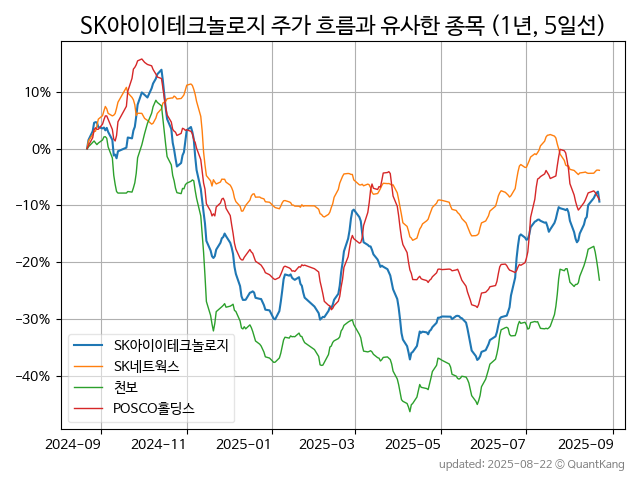 SK아이이테크놀로지 주가 흐름과 유사한 종목 (1년, 5일선)
10%
0%
−10%
−20%
−30%
−40%
SK아이이테크놀로지
SK네트웍스
천보
POSCO홀딩스
2024-09
2024-11
2025-01
2025-03
2025-05
2025-07
2025-09
updated: 2025-08-22 © QuantKang